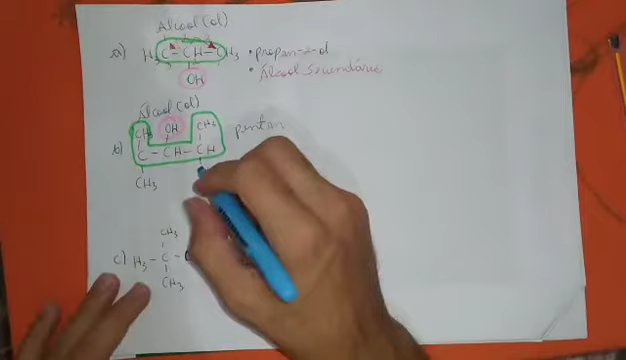 Álcool (ol)
a) H3C - CH - CH3 • propan-2-ol
OH • Álcool Secundário
Álcool (ol)
CH3 OH CH3 pentan
b) C - CH - CH
CH3
CH3
c) H3 - C -
CH3